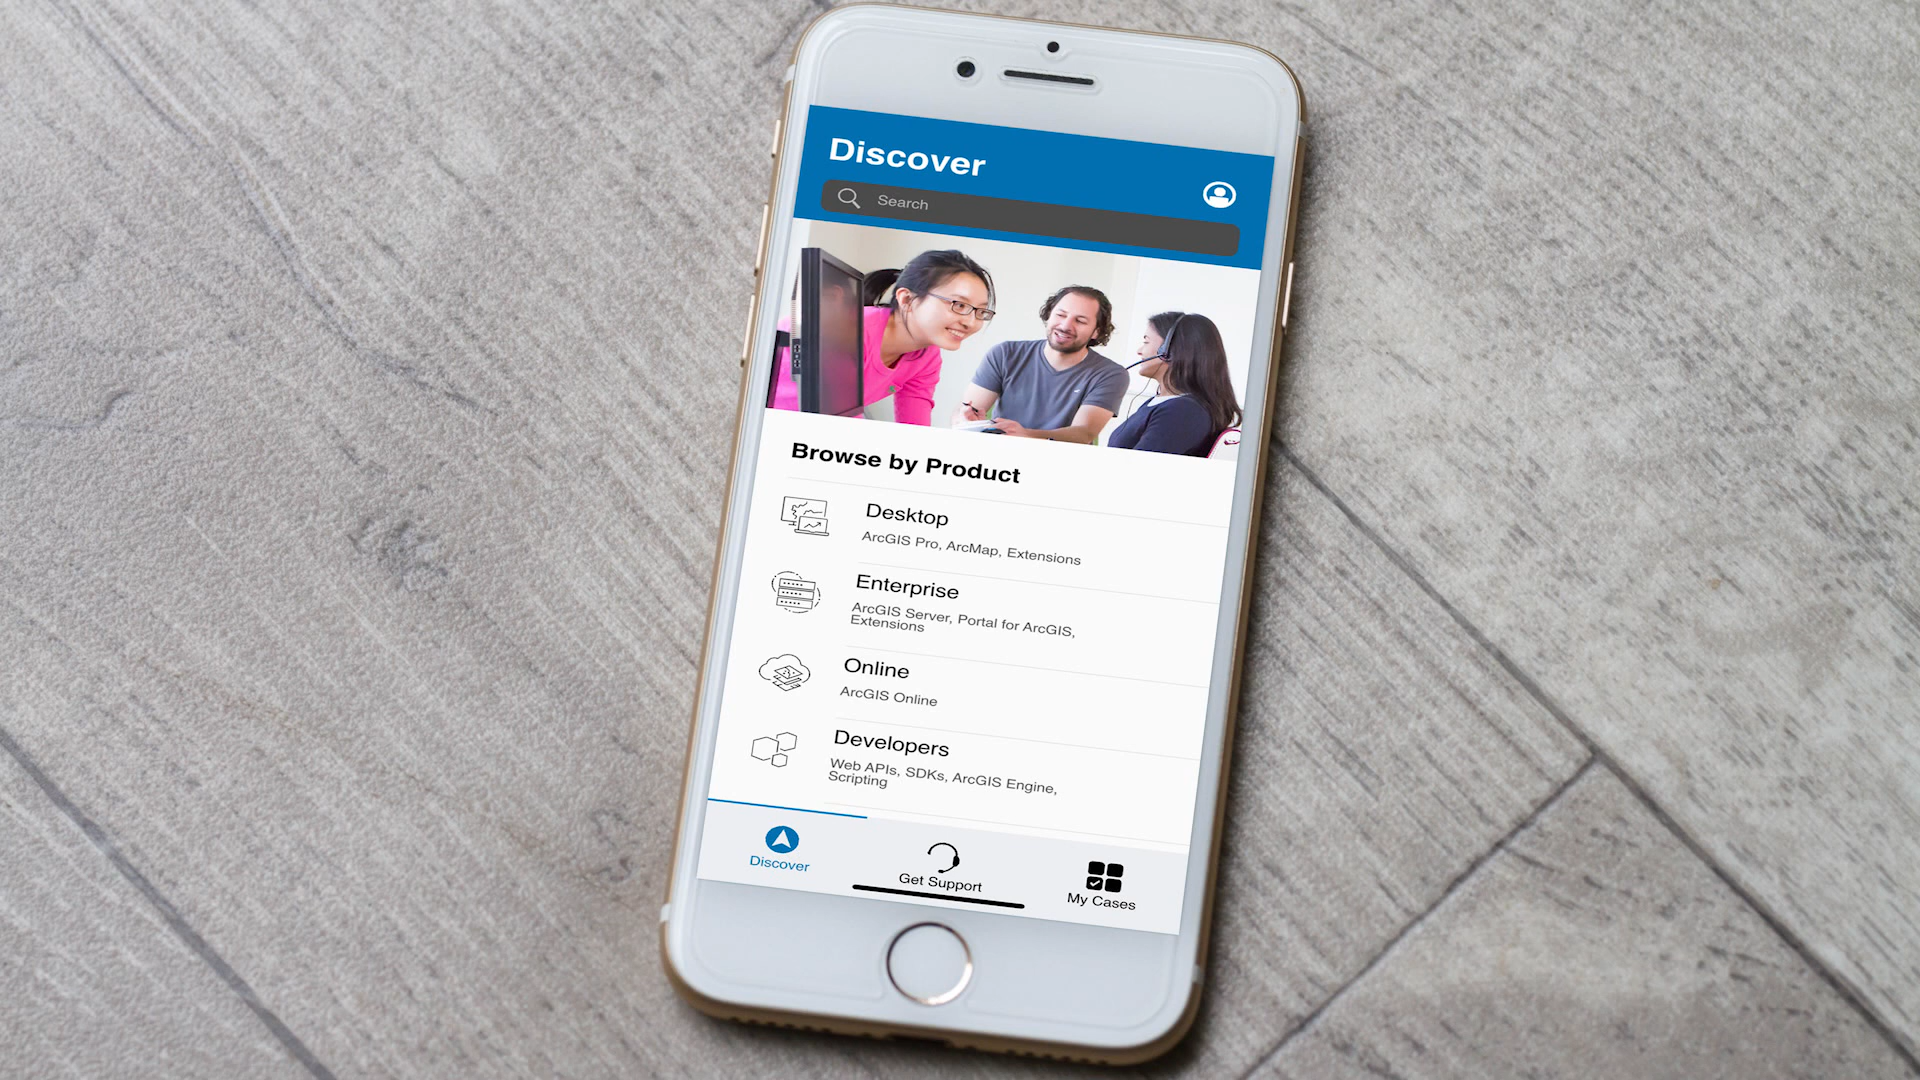 Discover
Search
Browse by Product
Desktop
ArcGIS Pro, ArcMap, Extensions
Enterprise
ArcGIS Server, Portal for ArcGIS,
Extensions
Online
ArcGIS Online
Developers
Web APIs, SDKs, ArcGIS Engine,
Scripting
Discover
Get Support
My Cases